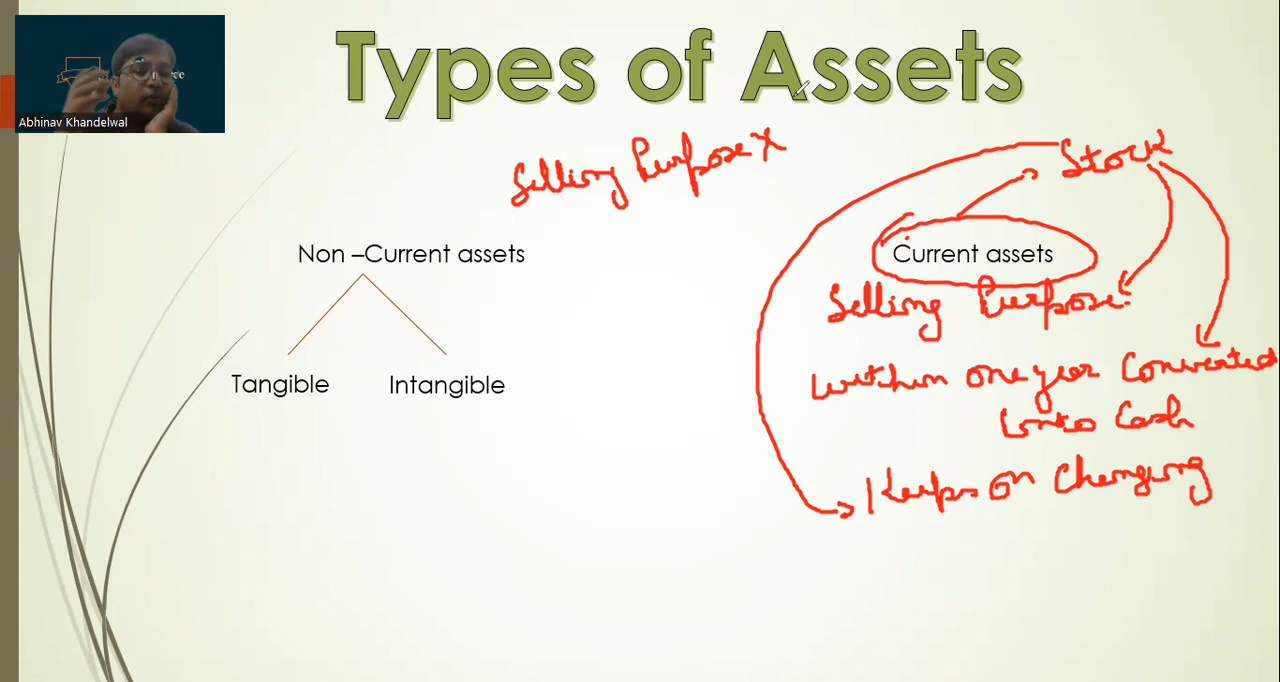 Types of Assets
Abhinav Khandelwal
Selling Purpose X
Stock
Non –Current assets
Current assets
Selling Purpose
Within one year Converted
into Cash
Tangible
Intangible
Keeps on Changing